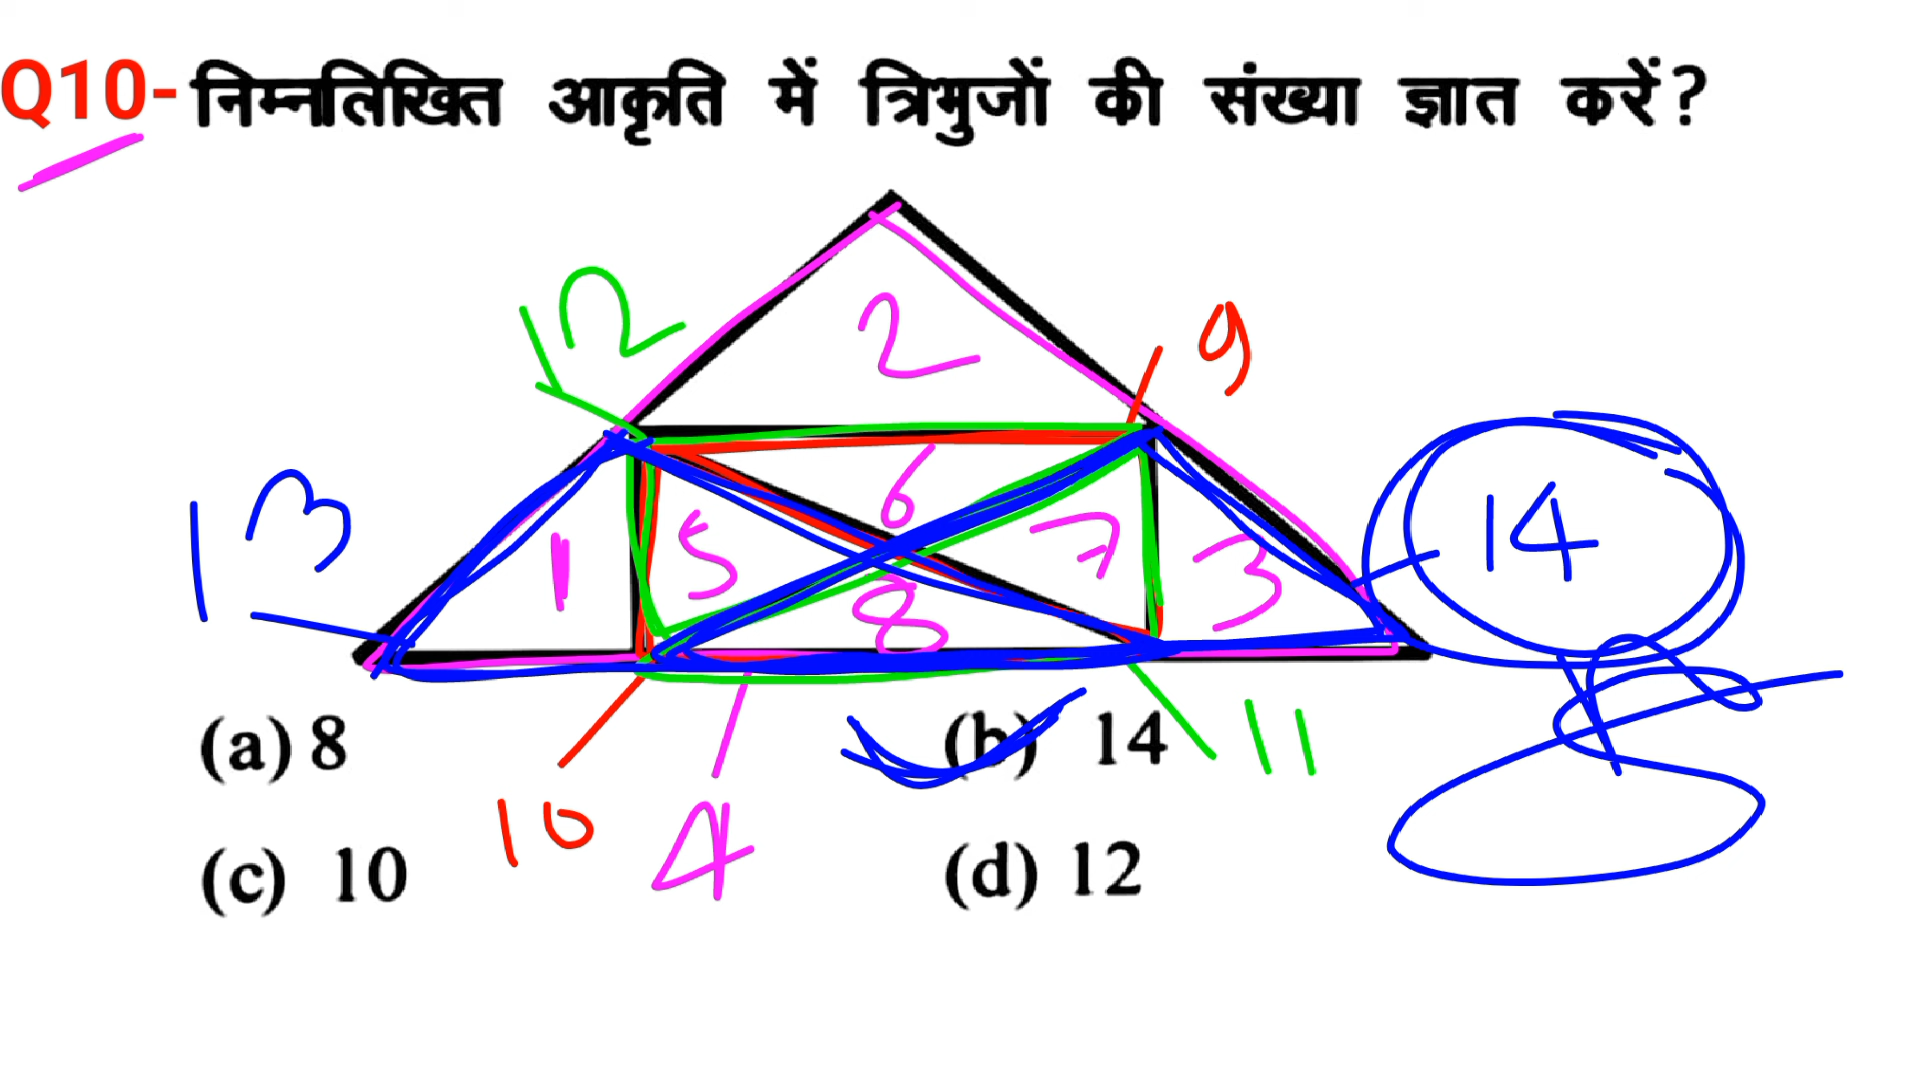 Q10- निम्नलिखित आकृति में त्रिभुजों की संख्या ज्ञात करें?
2
12
9
13
6
14
1
5
7
3
8
(a) 8
(b) 14
11
10
4
(c) 10
(d) 12